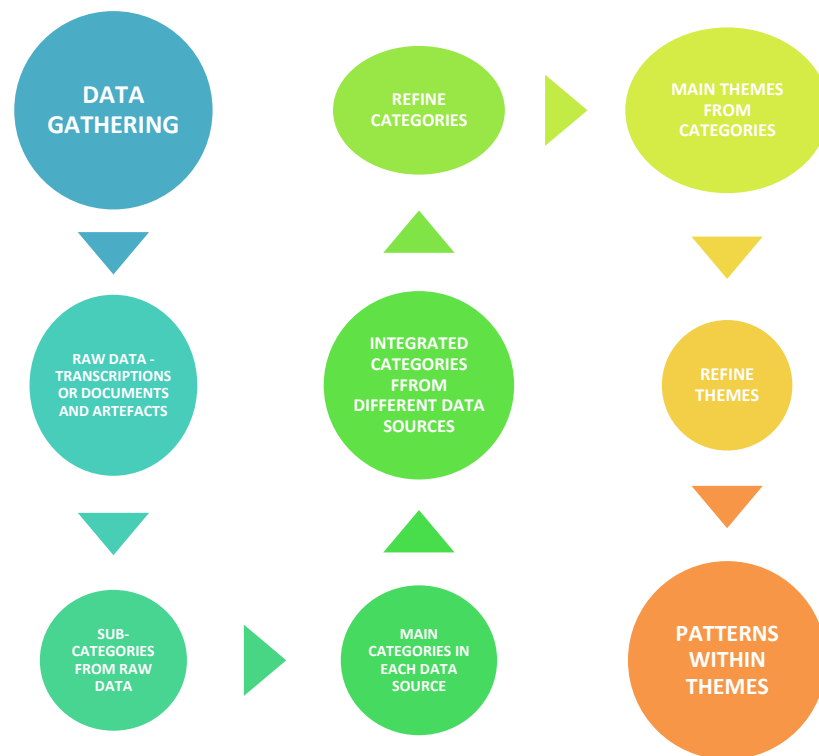 DATA
GATHERING
RAW DATA -
TRANSCRIPTIONS
OR DOCUMENTS
AND ARTEFACTS
SUB-
CATEGORIES
FROM RAW
DATA
MAIN
CATEGORIES IN
EACH DATA
SOURCE
INTEGRATED
CATEGORIES
FFROM
DIFFERENT DATA
SOURCES
REFINE
CATEGORIES
MAIN THEMES
FROM
CATEGORIES
REFINE
THEMES
PATTERNS
WITHIN
THEMES